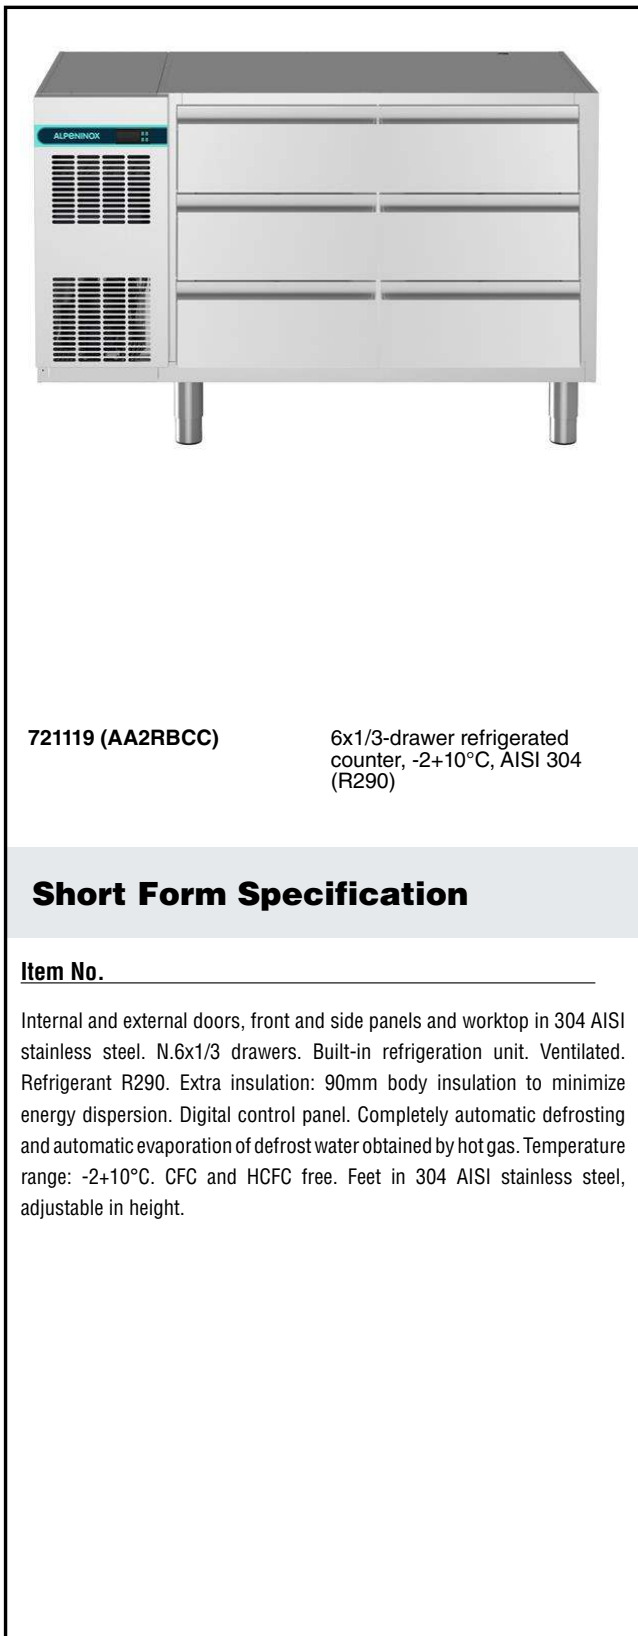 ALPENINOX
721119 (AA2RBCC)
6x1/3-drawer refrigerated
counter, -2+10°C, AISI 304
(R290)
Short Form Specification
Item No.
Internal and external doors, front and side panels and worktop in 304 AISI
stainless steel. N.6x1/3 drawers. Built-in refrigeration unit. Ventilated.
Refrigerant R290. Extra insulation: 90mm body insulation to minimize
energy dispersion. Digital control panel. Completely automatic defrosting
and automatic evaporation of defrost water obtained by hot gas. Temperature
range: -2+10°C. CFC and HCFC free. Feet in 304 AISI stainless steel,
adjustable in height.